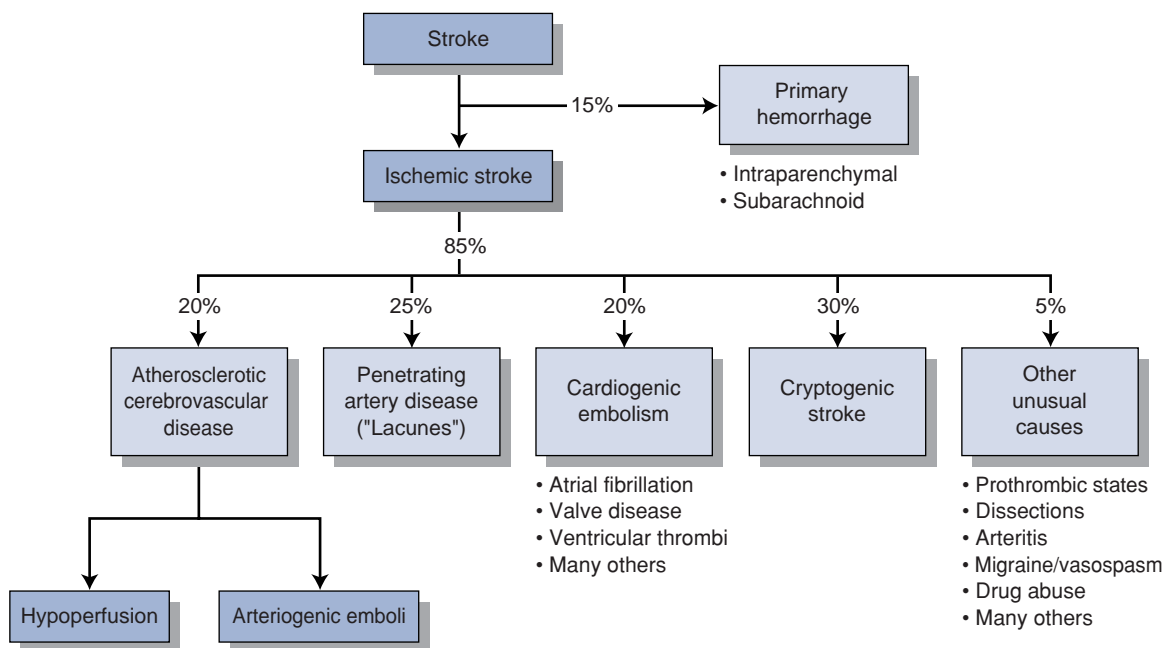 Stroke
15%
Primary
hemorrhage
Ischemic stroke
• Intraparenchymal
• Subarachnoid
85%
20%
25%
20%
30%
5%
Atherosclerotic
cerebrovascular
disease
Penetrating
artery disease
("Lacunes")
Cardiogenic
embolism
Cryptogenic
stroke
Other
unusual
causes
• Atrial fibrillation
• Valve disease
• Ventricular thrombi
• Many others
• Prothrombic states
• Dissections
• Arteritis
• Migraine/vasospasm
• Drug abuse
• Many others
Hypoperfusion
Arteriogenic emboli